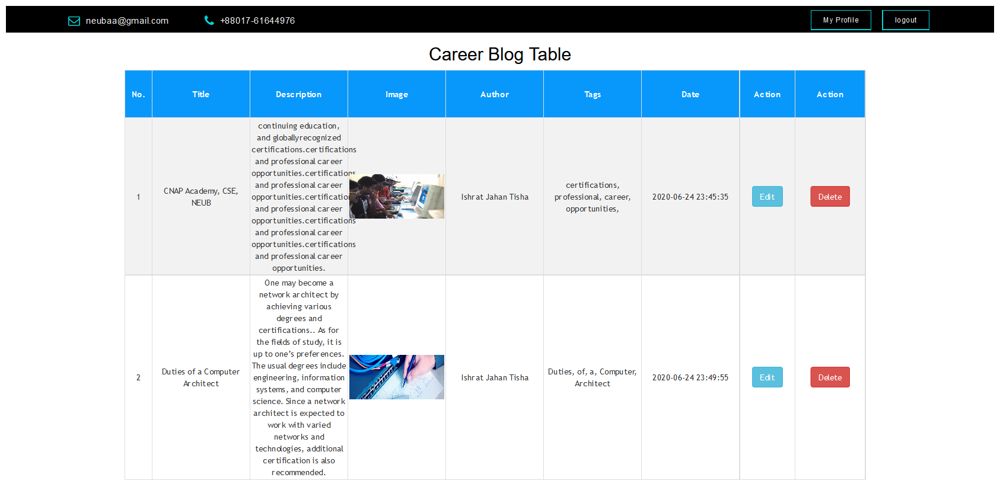 neubaa@gmail.com +88017-61644976 My Profile logout
Career Blog Table
No. Title Description Image Author Tags Date Action Action
continuing education,
and globallyrecognized
certifications.certifications
and professional career
opportunities.certifications
and professional career
opportunities.certification
and professional career
opportunities.certifications
and professional career
opportunities.certifications
and professional career
opportunities.
1
CNAP Academy, CSE,
NEUB
Ishrat Jahan Tisha
certifications,
professional, career,
opportunities,
2020-06-24 23:45:35
Edit
Delete
One may become a
network architect by
achieving various
degrees and
certifications.. As for
the fields of study, it is
up to one’s preferences.
The usual degrees include
engineering, information
systems, and computer
science. Since a network
architect is expected to
work with varied
networks and
technologies, additional
certification is also
recommended.
2
Duties of a Computer
Architect
Ishrat Jahan Tisha
Duties, of, a, Computer,
Architect
2020-06-24 23:49:55
Edit
Delete